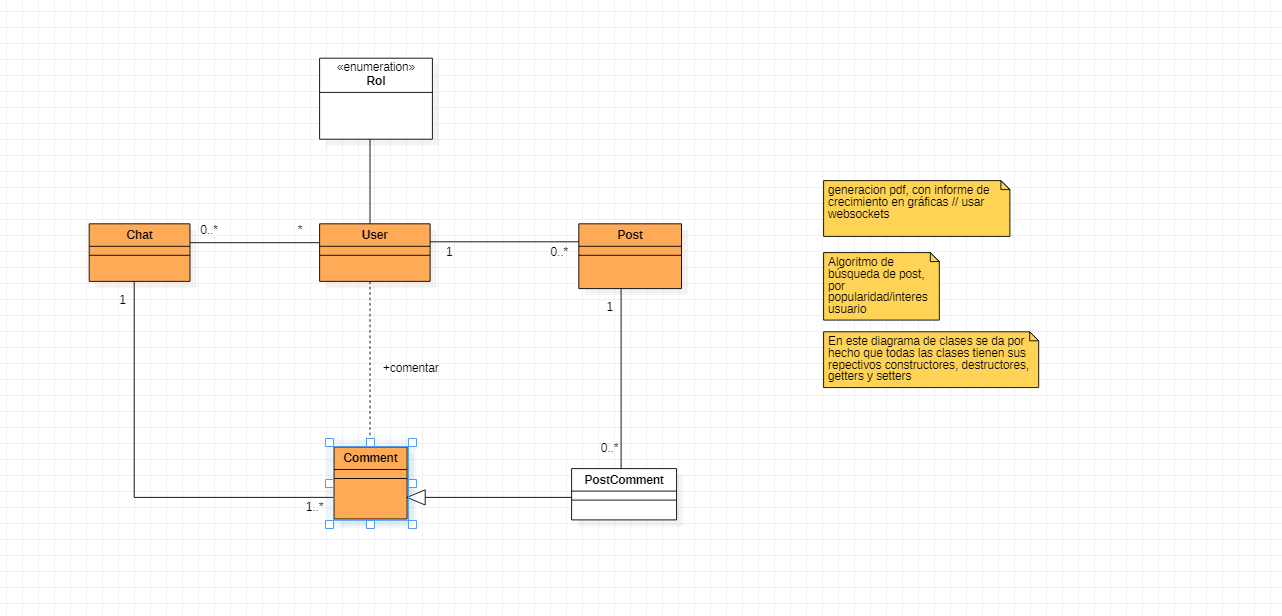 «enumeration»
Rol
Chat
0..*
*
User
1
0..*
Post
1
1
+comentar
0..*
Comment
1..*
PostComment
generacion pdf, con informe de
crecimiento en gráficas // usar
websockets
Algoritmo de
búsqueda de post,
por
popularidad/interes
usuario
En este diagrama de clases se da por
hecho que todas las clases tienen sus
repectivos constructores, destructores,
getters y setters